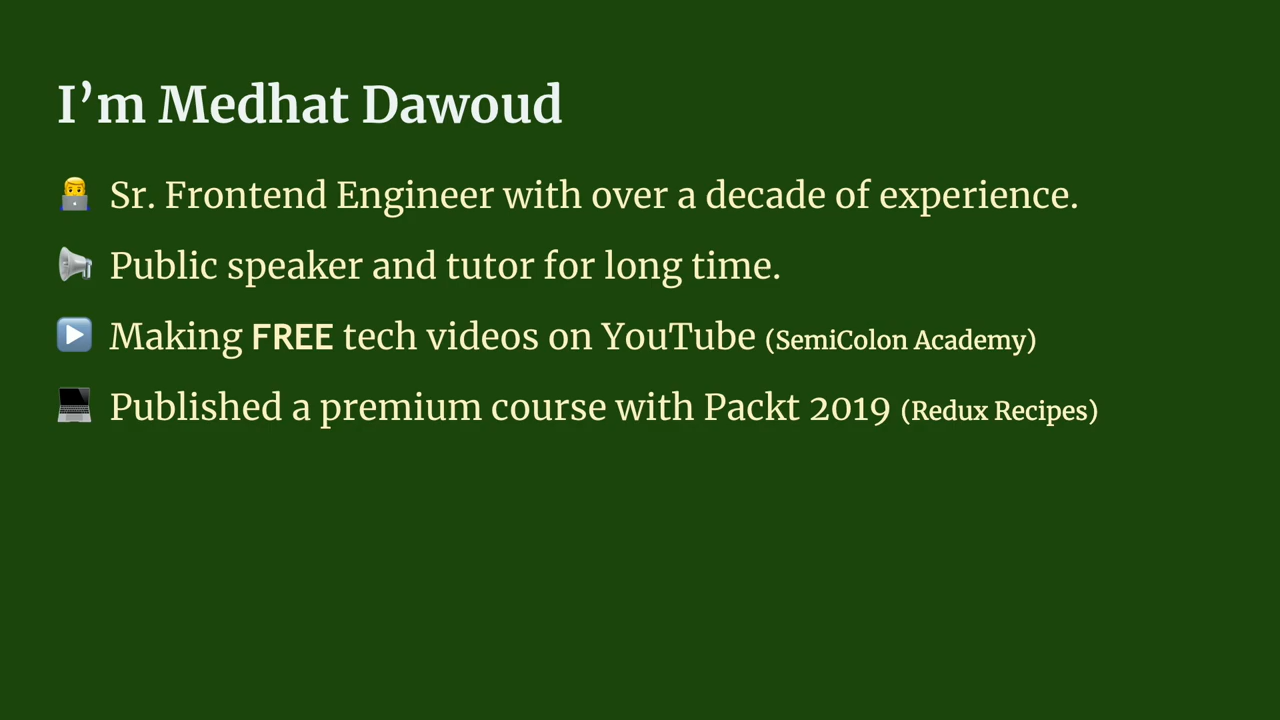 I’m Medhat Dawoud
Sr. Frontend Engineer with over a decade of experience.
Public speaker and tutor for long time.
Making FREE tech videos on YouTube (SemiColon Academy)
Published a premium course with Packt 2019 (Redux Recipes)